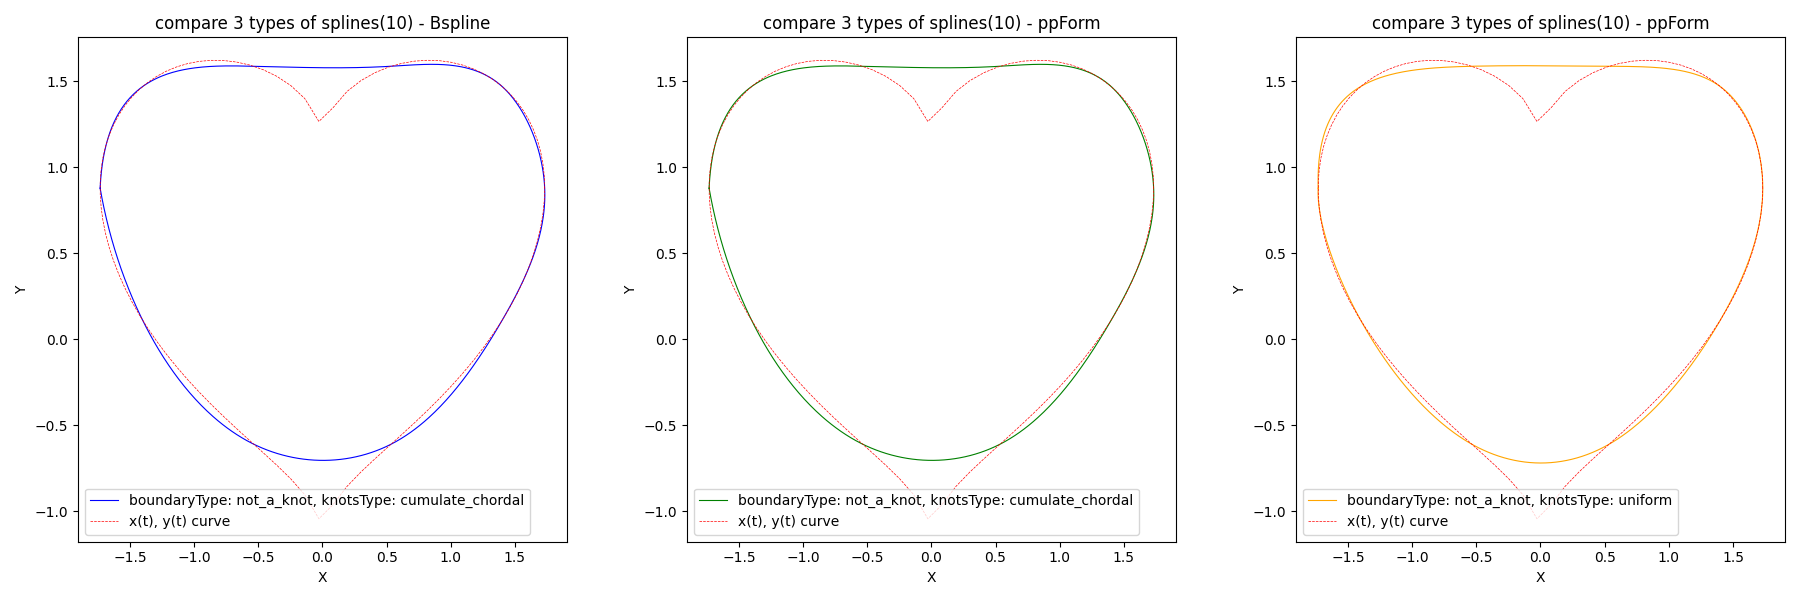 compare 3 types of splines(10) - Bspline
1.5
1.0
0.5
0.0
−0.5
−1.0
Y
boundaryType: not_a_knot, knotsType: cumulate_chordal
x(t), y(t) curve
−1.5 −1.0 −0.5 0.0 0.5 1.0 1.5
X
compare 3 types of splines(10) - ppForm
1.5
1.0
0.5
0.0
−0.5
−1.0
Y
boundaryType: not_a_knot, knotsType: cumulate_chordal
x(t), y(t) curve
−1.5 −1.0 −0.5 0.0 0.5 1.0 1.5
X
compare 3 types of splines(10) - ppForm
1.5
1.0
0.5
0.0
−0.5
−1.0
Y
boundaryType: not_a_knot, knotsType: uniform
x(t), y(t) curve
−1.5 −1.0 −0.5 0.0 0.5 1.0 1.5
X